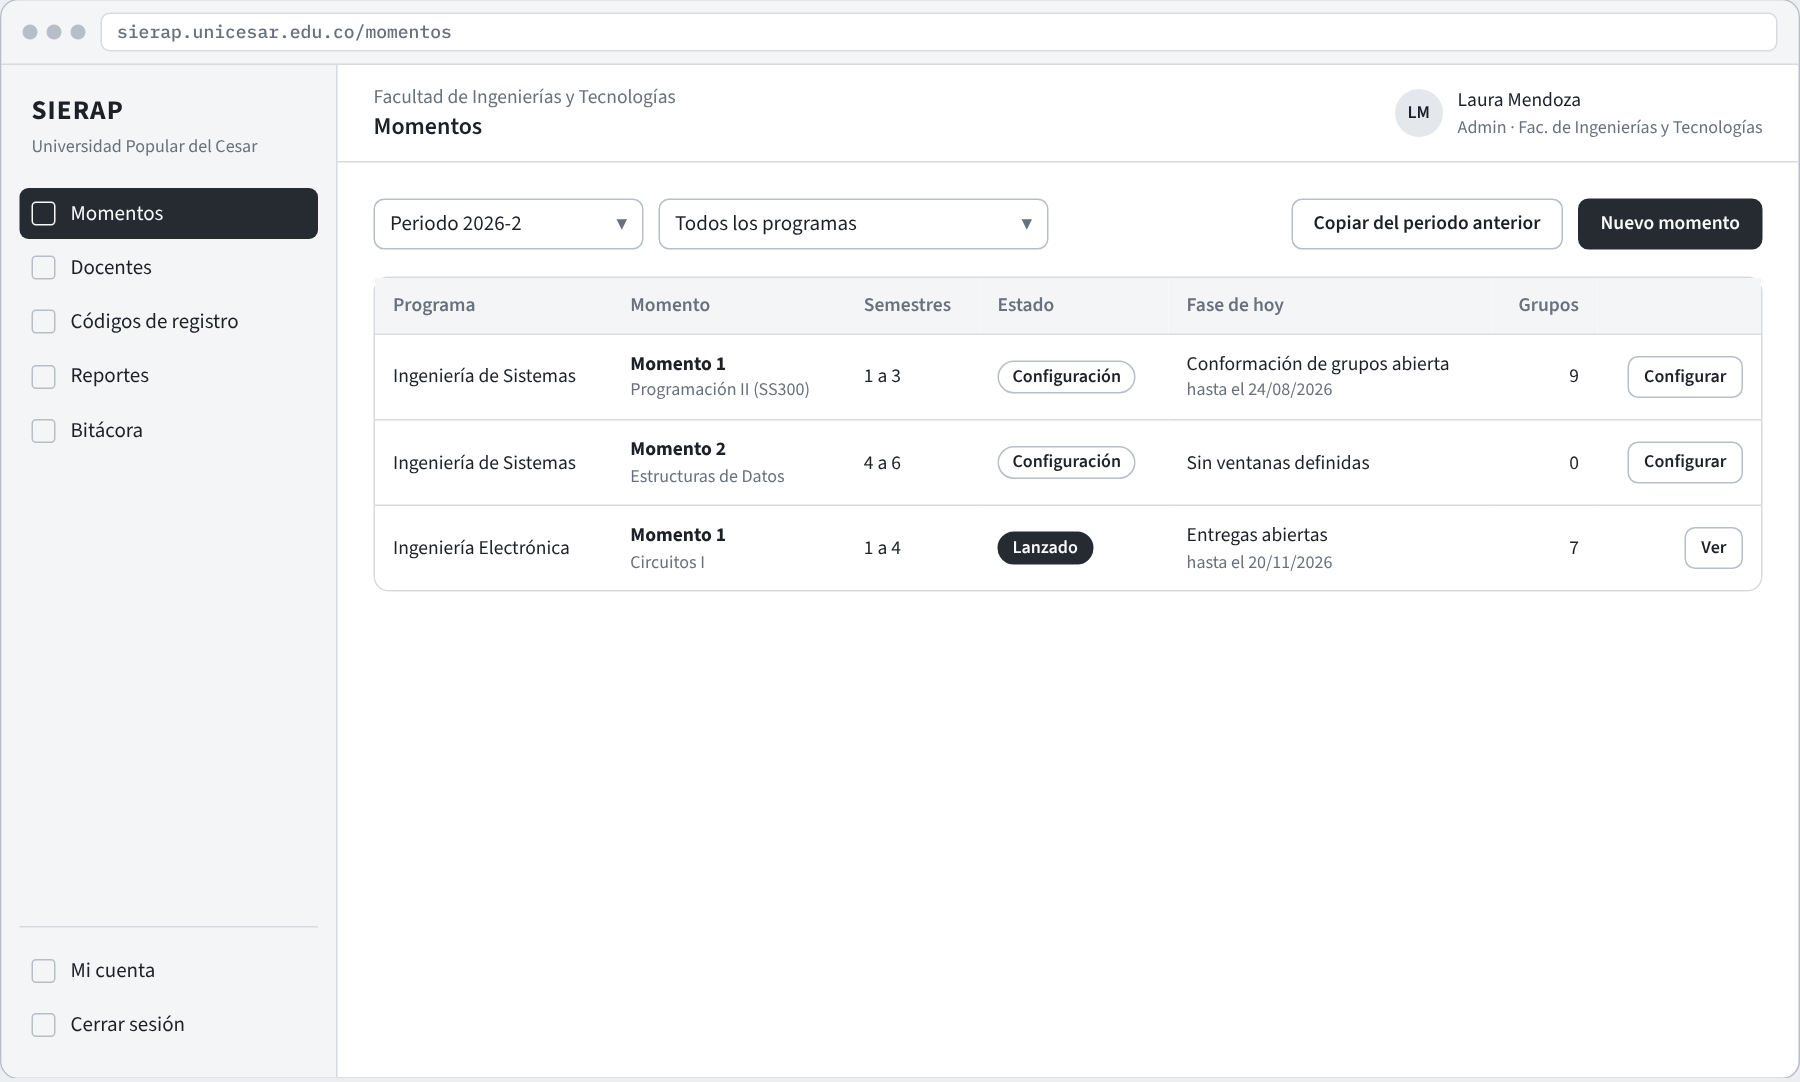 sierap.unicesar.edu.co/momentos
SIERAP
Universidad Popular del Cesar
Momentos
Docentes
Códigos de registro
Reportes
Bitácora
Mi cuenta
Cerrar sesión
Facultad de Ingenierías y Tecnologías
Momentos
LM
Laura Mendoza
Admin · Fac. de Ingenierías y Tecnologías
Periodo 2026-2 ▼
Todos los programas ▼
Copiar del periodo anterior
Nuevo momento
Programa Momento Semestres Estado Fase de hoy Grupos
Ingeniería de Sistemas
Momento 1
Programación II (SS300)
1 a 3
Configuración
Conformación de grupos abierta
hasta el 24/08/2026
9
Configurar
Ingeniería de Sistemas
Momento 2
Estructuras de Datos
4 a 6
Configuración
Sin ventanas definidas
0
Configurar
Ingeniería Electrónica
Momento 1
Circuitos I
1 a 4
Lanzado
Entregas abiertas
hasta el 20/11/2026
7
Ver